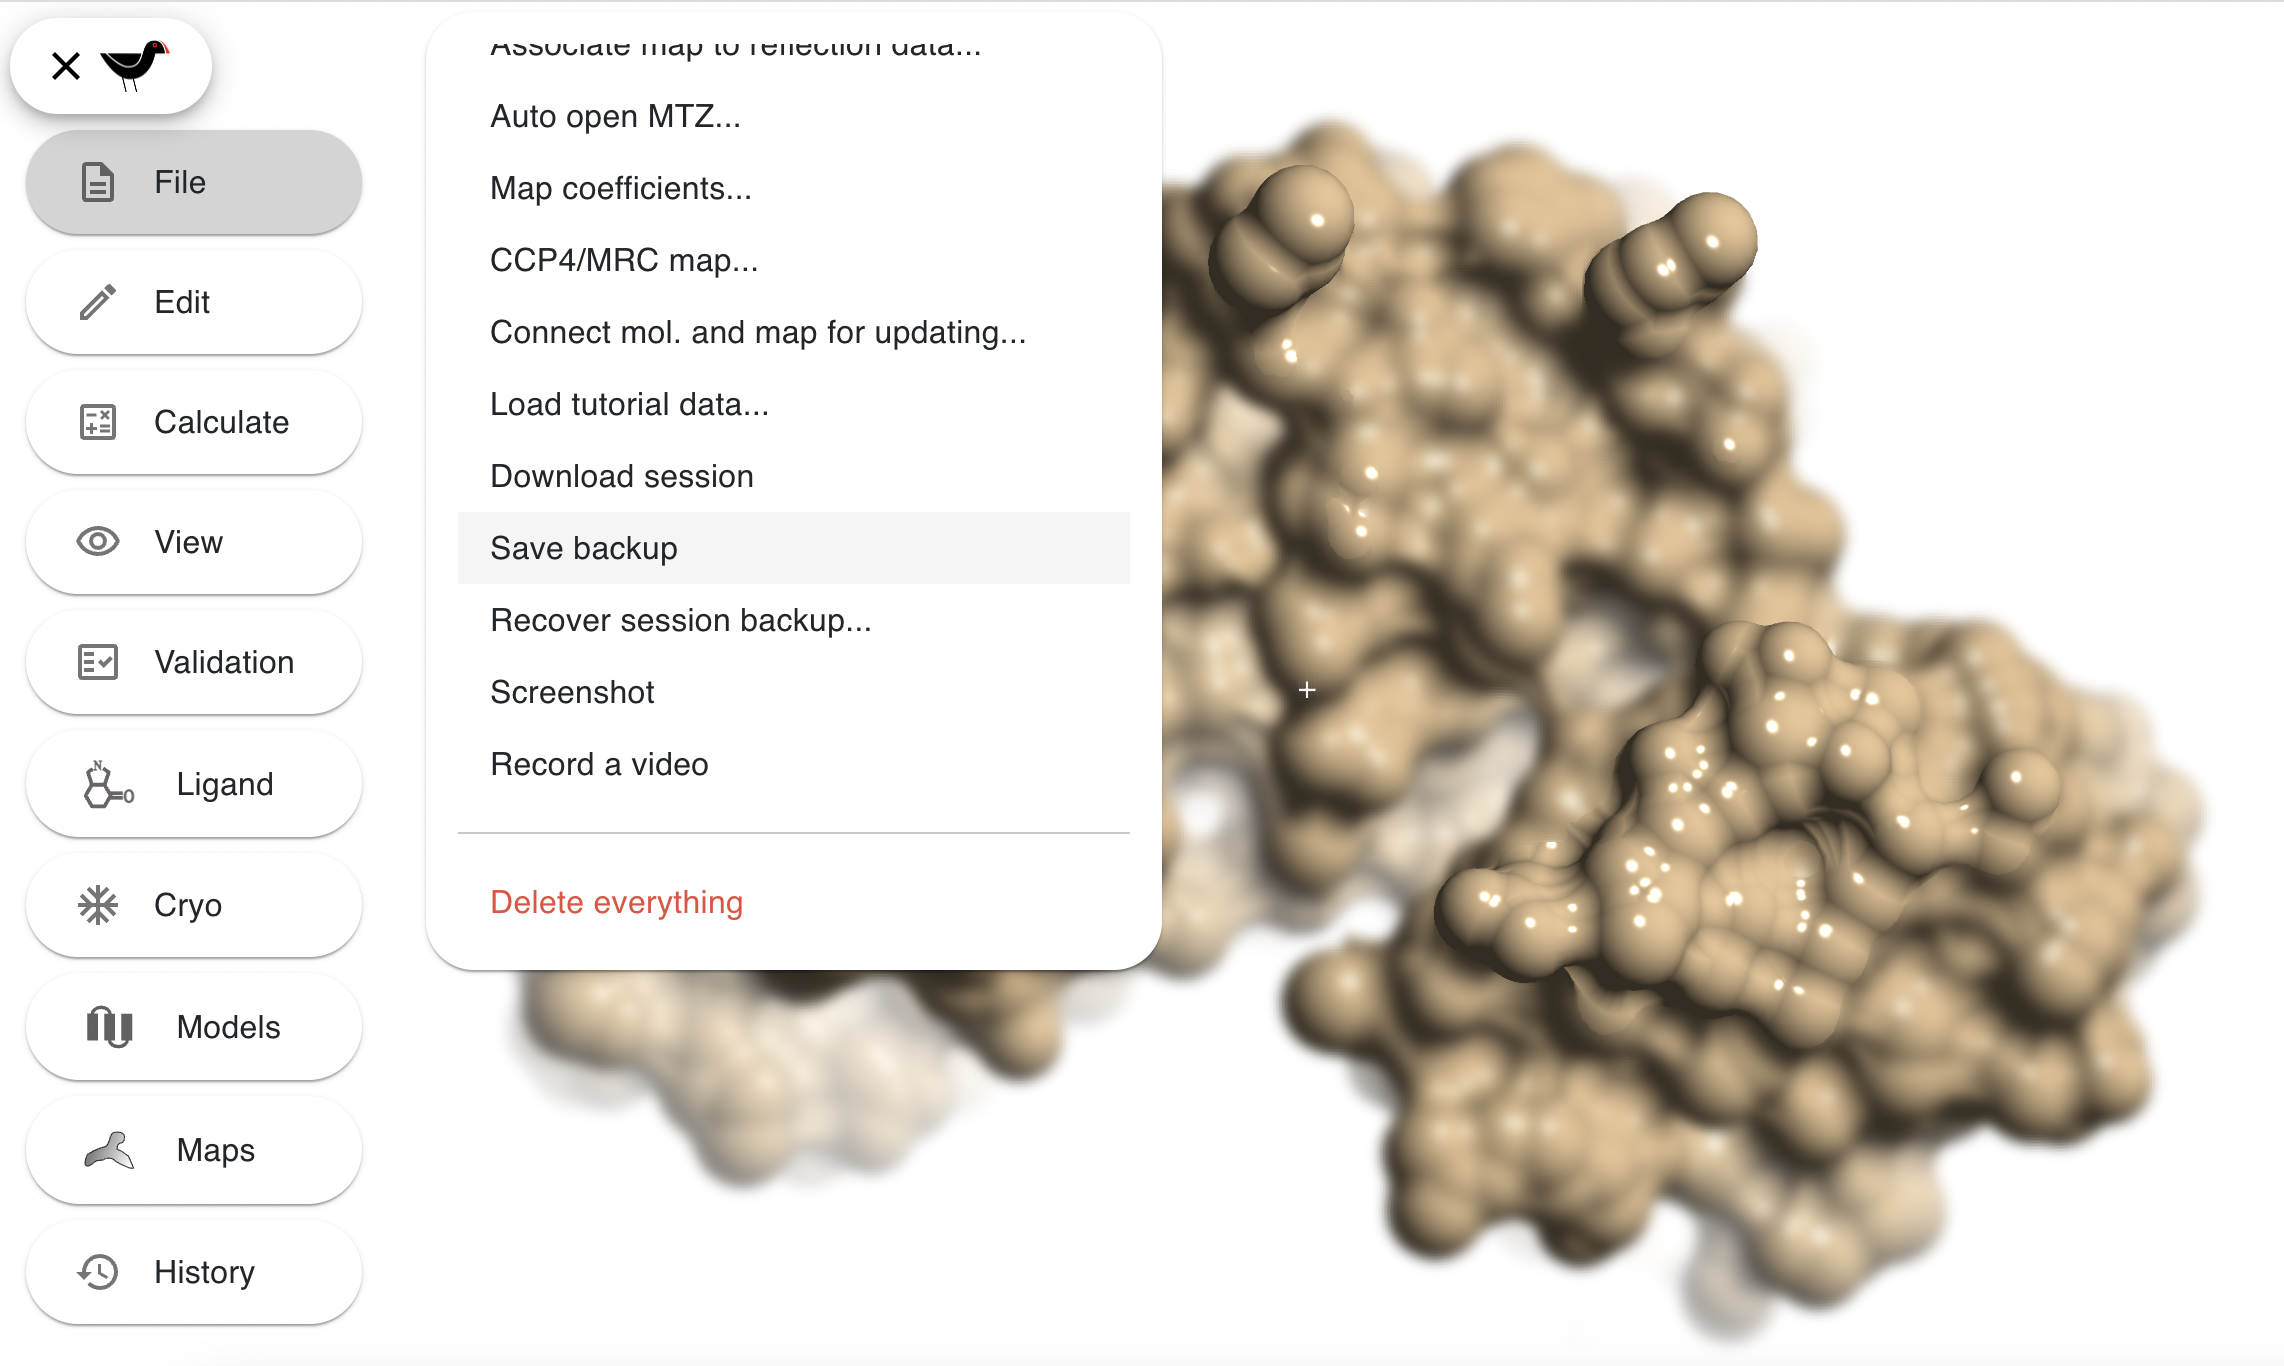 File
Edit
Calculate
View
Validation
Ligand
Cryo
Models
Maps
History
Associate map to reflection data...
Auto open MTZ...
Map coefficients...
CCP4/MRC map...
Connect mol. and map for updating...
Load tutorial data...
Download session
Save backup
Recover session backup...
Screenshot
Record a video
Delete everything